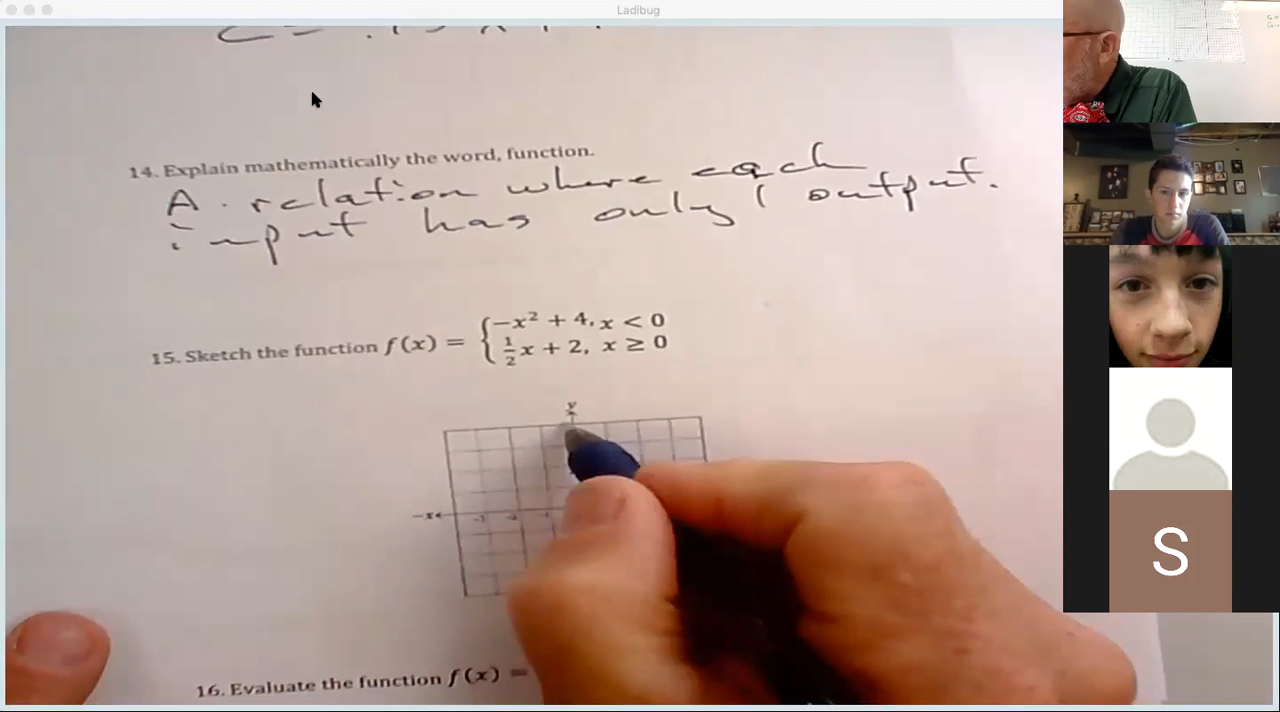 Ladibug
14. Explain mathematically the word, function.
A relation where each
input has only 1 output.
15. Sketch the function f(x) = { −x² + 4, x < 0
½x + 2, x ≥ 0
y
−x
16. Evaluate the function f(x) =
S